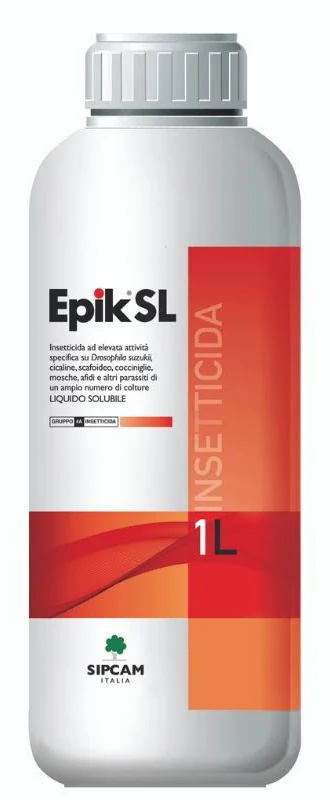 Epik® SL
Insetticida ad elevata attività
specifica su Drosophila suzukii,
cicaline, scafoideo, cocciniglie,
mosche, afidi e altri parassiti di
un ampio numero di colture
LIQUIDO SOLUBILE
GRUPPO 4A INSETTICIDA
INSETTICIDA
1L
SIPCAM
ITALIA